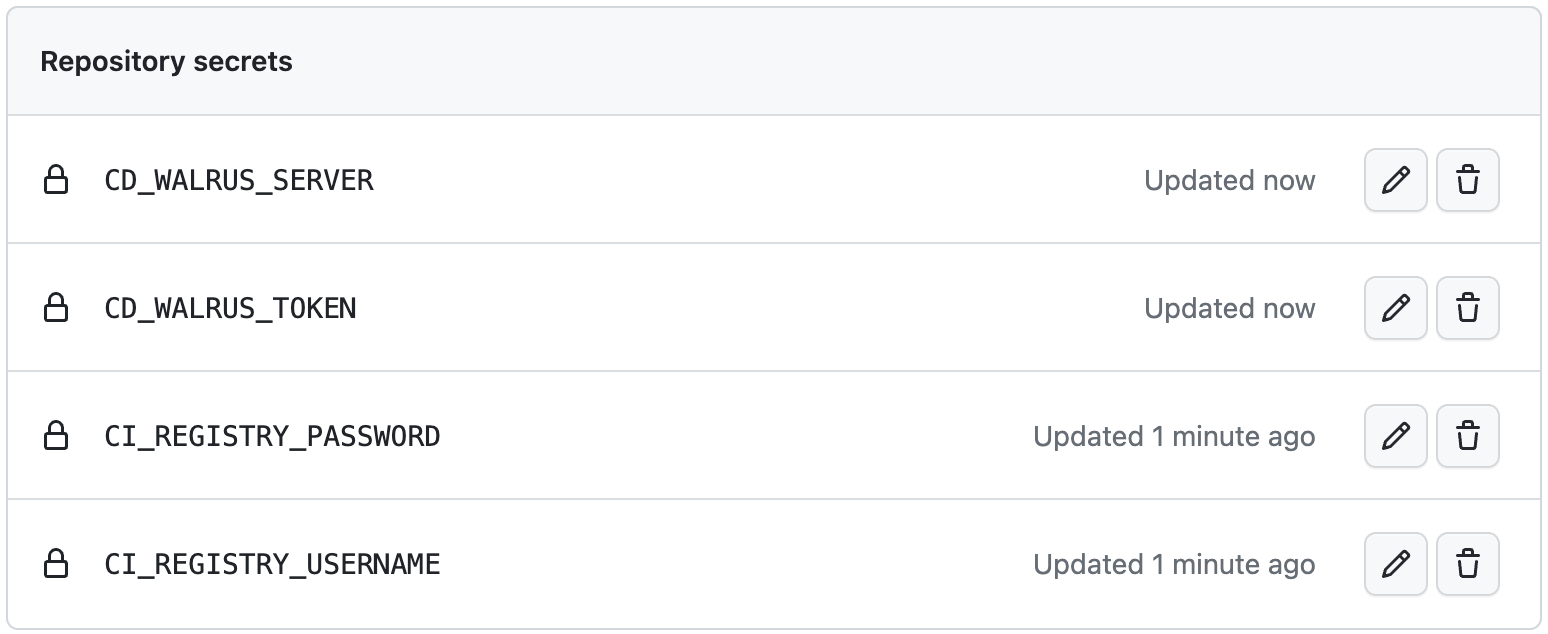 Repository secrets
CD_WALRUS_SERVER Updated now
CD_WALRUS_TOKEN Updated now
CI_REGISTRY_PASSWORD Updated 1 minute ago
CI_REGISTRY_USERNAME Updated 1 minute ago